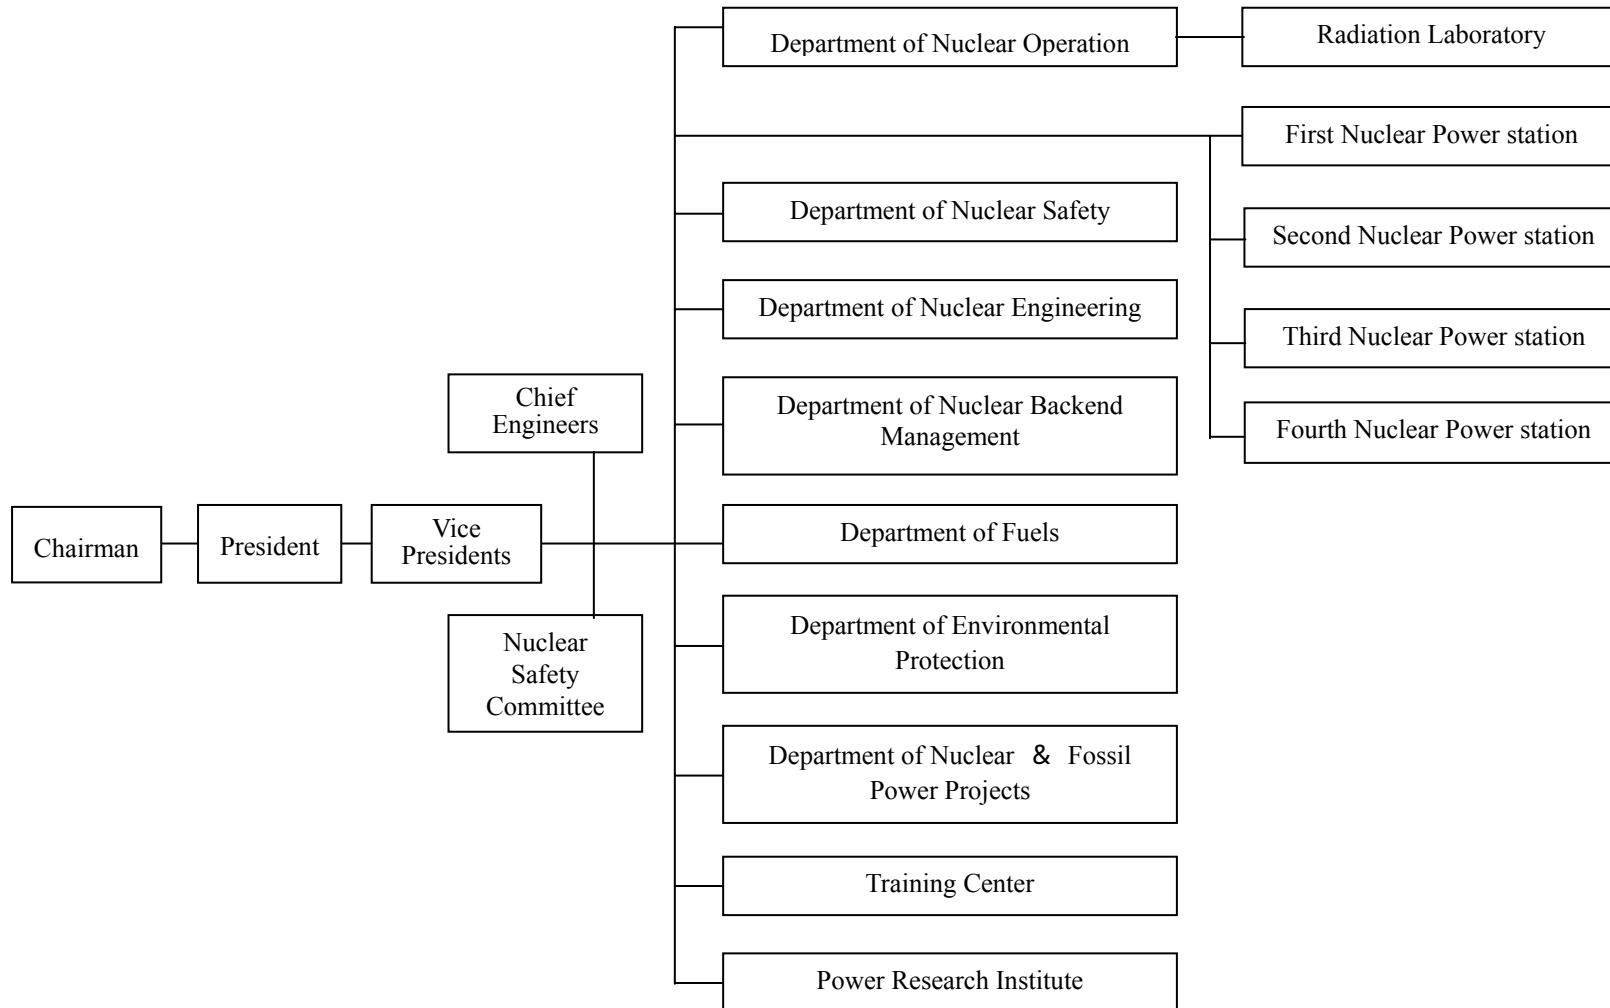 Department of Nuclear Operation
Radiation Laboratory
First Nuclear Power station
Department of Nuclear Safety
Second Nuclear Power station
Department of Nuclear Engineering
Third Nuclear Power station
Chief
Engineers
Department of Nuclear Backend
Management
Fourth Nuclear Power station
Chairman
President
Vice
Presidents
Department of Fuels
Nuclear
Safety
Committee
Department of Environmental
Protection
Department of Nuclear & Fossil
Power Projects
Training Center
Power Research Institute